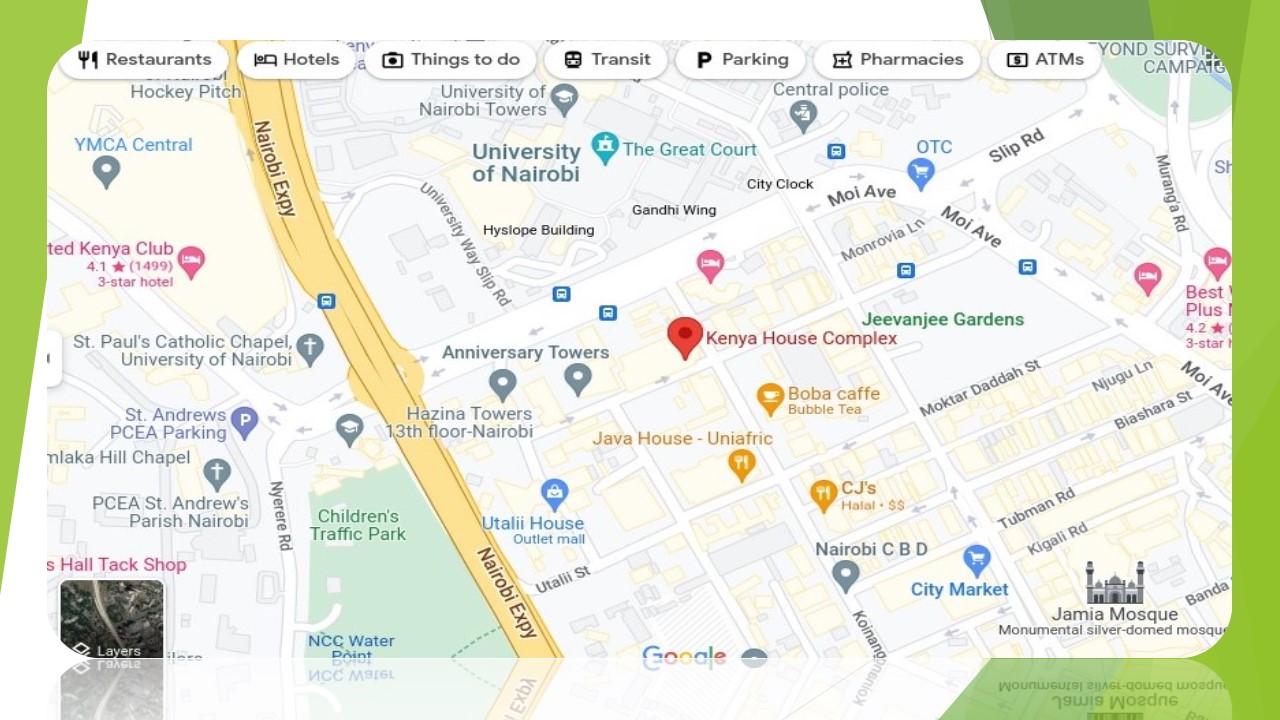 Restaurants
Hotels
Things to do
Transit
Parking
Pharmacies
ATMs
Hockey Pitch
University of
Nairobi Towers
Central police
YOND SURVI
CAMPAIG
YMCA Central
Nairobi Expy
University
of Nairobi
The Great Court
OTC
Slip Rd
City Clock
Moi Ave
Murang'a Rd
Sh
University Way Slip Rd
Gandhi Wing
Hyslope Building
Monrovia Ln
Moi Ave
ted Kenya Club
4.1 ★ (1499)
3-star hotel
Best
Plus
4.2 ★
3-star h
Jeevanjee Gardens
Kenya House Complex
St. Paul's Catholic Chapel,
University of Nairobi
Anniversary Towers
Moktar Daddah St
Njugu Ln
Moi Ave
Boba caffe
Bubble Tea
Biashara St
St. Andrews
PCEA Parking
Hazina Towers
13th floor-Nairobi
Java House - Uniafric
mlaka Hill Chapel
PCEA St. Andrew's
Parish Nairobi
Nyerere Rd
CJ's
Halal • $$
Tubman Rd
Children's
Traffic Park
Utalii House
Outlet mall
Kigali Rd
Nairobi C B D
s Hall Tack Shop
Nairobi Expy
Utalii St
City Market
Banda
Jamia Mosque
Monumental silver-domed mosque
Koinang
Layers
NCC Water
Point
Google